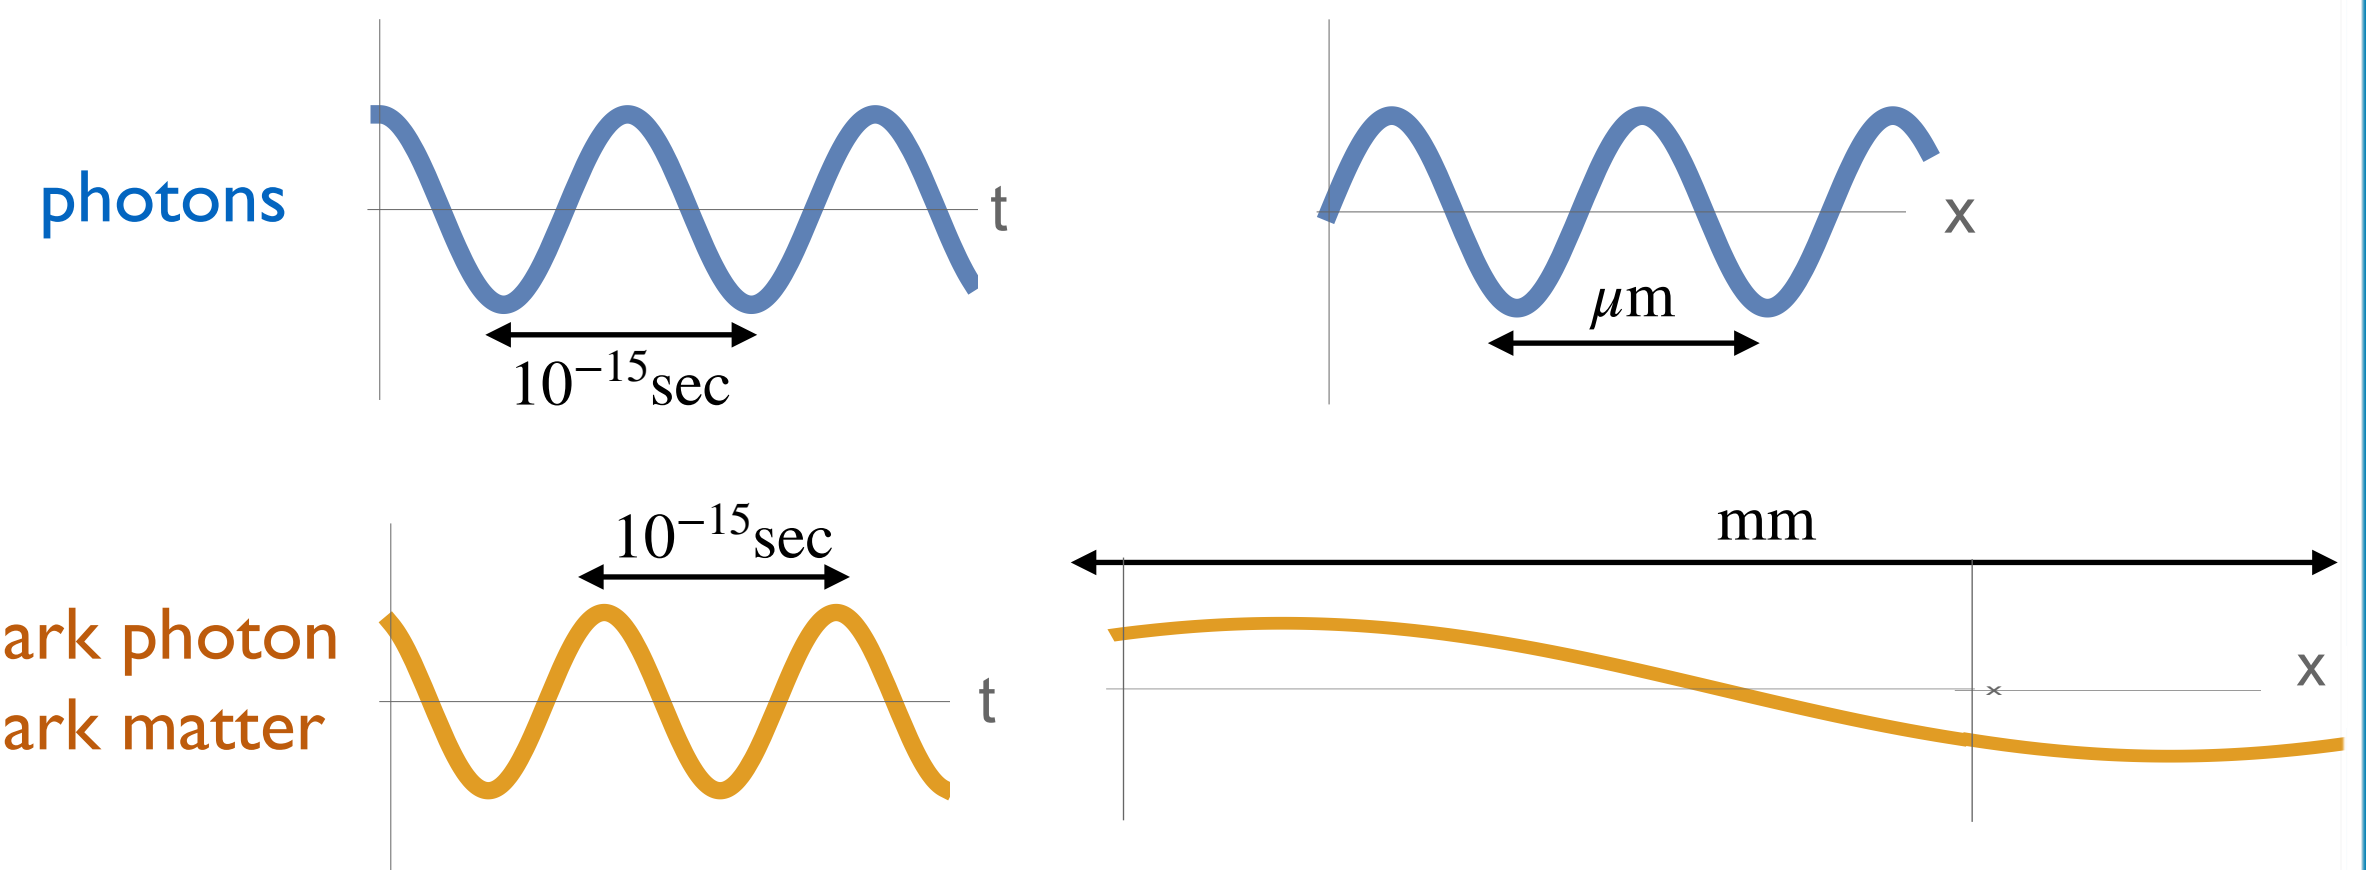 photons
t
10⁻¹⁵sec
x
μm
ark photon
ark matter
10⁻¹⁵sec
t
mm
x
x